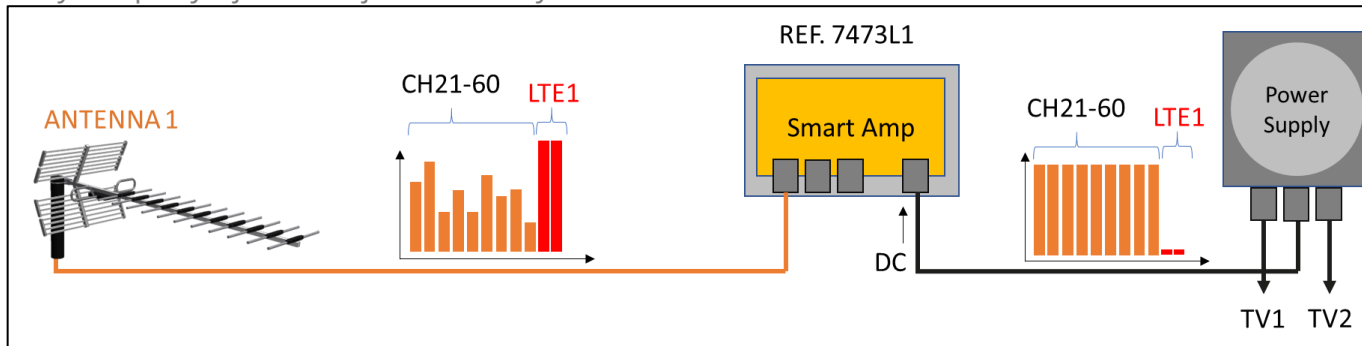 REF. 7473L1
CH21-60
LTE1
ANTENNA 1
Smart Amp
CH21-60
LTE1
Power
Supply
DC
TV1
TV2